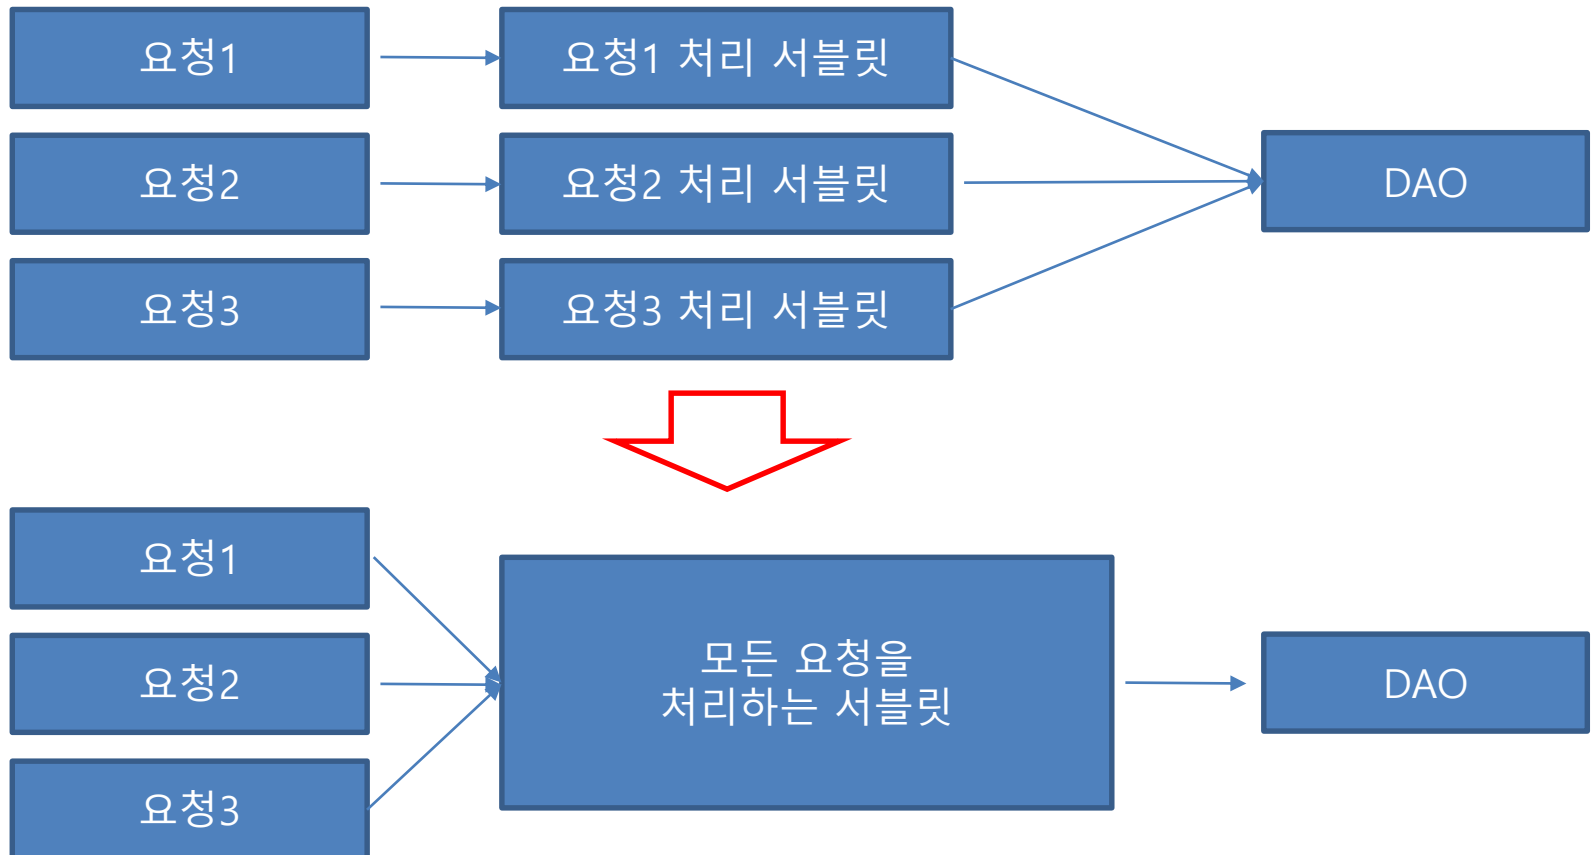 요청1
요청1 처리 서블릿
요청2
요청2 처리 서블릿
DAO
요청3
요청3 처리 서블릿
요청1
요청2
모든 요청을
처리하는 서블릿
DAO
요청3